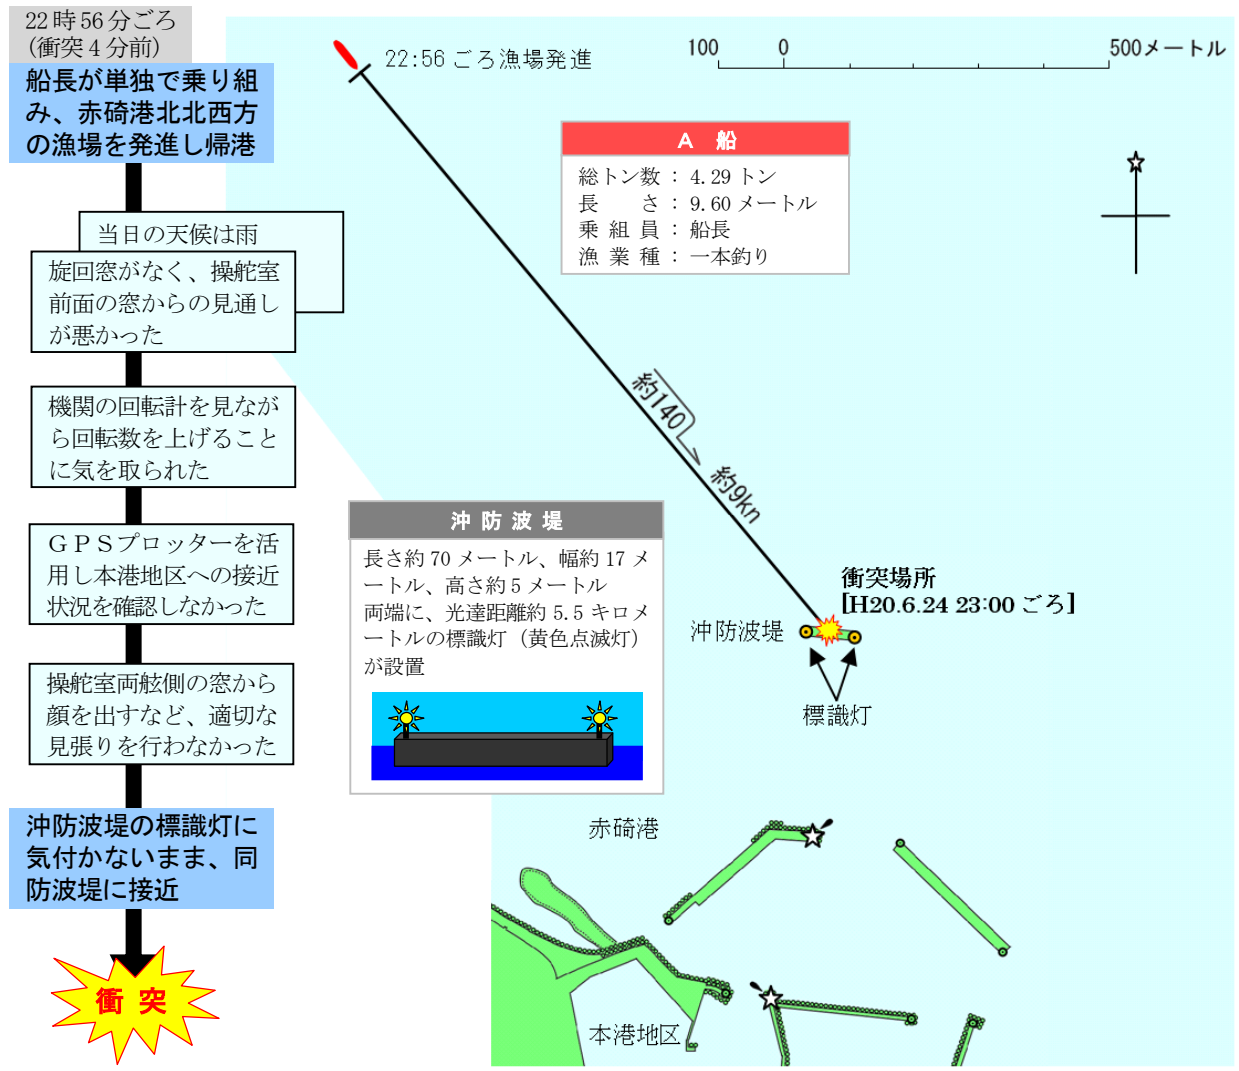 22時56分ごろ
(衝突4分前)
船長が単独で乗り組
み、赤碕港北北西方
の漁場を発進し帰港
当日の天候は雨
旋回窓がなく、操舵室
前面の窓からの見通し
が悪かった
機関の回転計を見なが
ら回転数を上げること
に気を取られた
ＧＰＳプロッターを活
用し本港地区への接近
状況を確認しなかった
操舵室両舷側の窓から
顔を出すなど、適切な
見張りを行わなかった
沖防波堤の標識灯に
気付かないまま、同
防波堤に接近
衝 突
22:56 ごろ漁場発進
100 0 500メートル
Ａ 船
総トン数 ： 4.29 トン
長 さ ： 9.60 メートル
乗 組 員 ： 船長
漁 業 種 ： 一本釣り
約140
約9kn
沖 防 波 堤
長さ約 70 メートル、幅約 17 メ
ートル、高さ約 5 メートル
両端に、光達距離約 5.5 キロメ
ートルの標識灯（黄色点滅灯）
が設置
衝突場所
[H20.6.24 23:00 ごろ]
沖防波堤
標識灯
赤碕港
本港地区